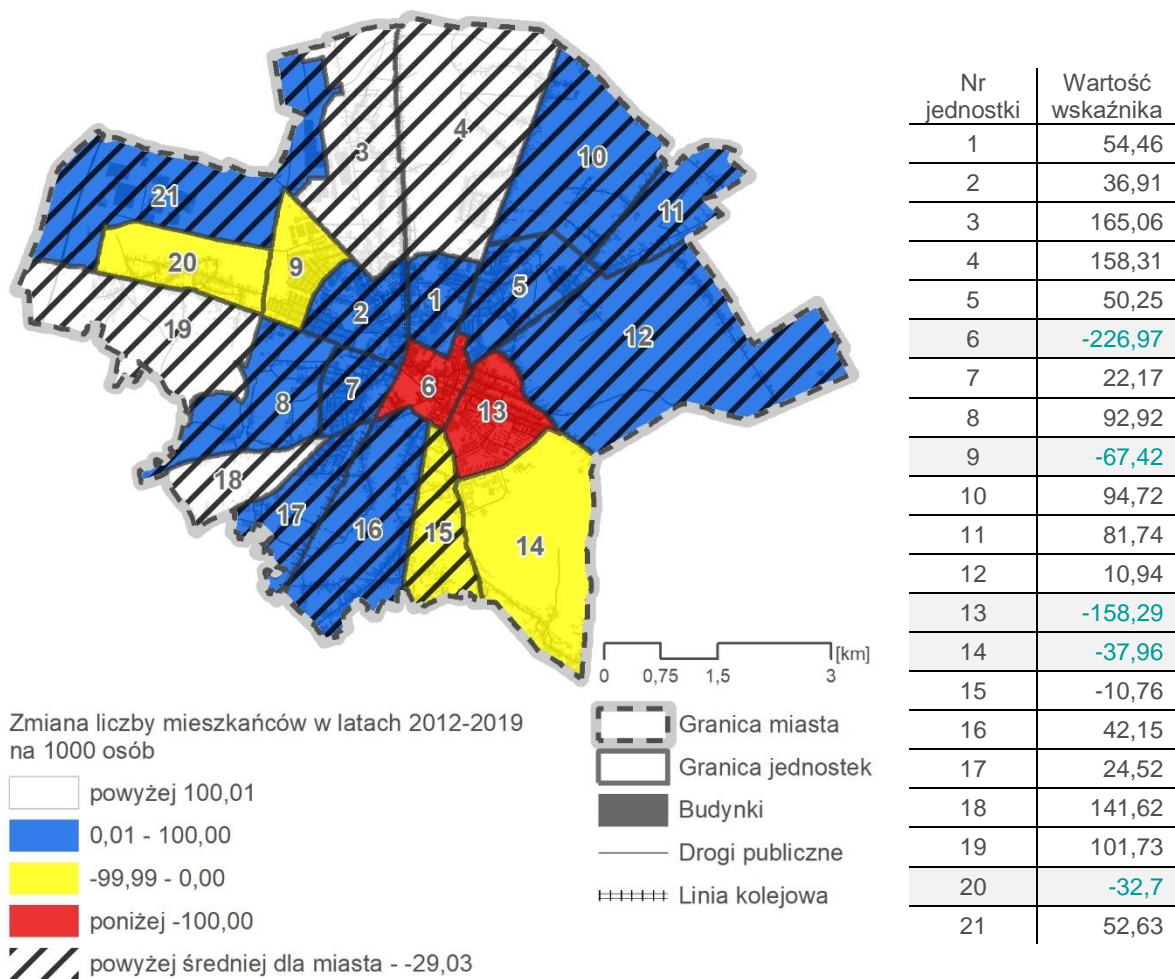 3
4
10
11
21
20
9
1
5
2
19
12
6
7
8
13
18
17
16
15
14
[km]
0 0,75 1,5 3
Zmiana liczby mieszkańców w latach 2012-2019
na 1000 osób
powyżej 100,01
0,01 - 100,00
-99,99 - 0,00
poniżej -100,00
powyżej średniej dla miasta - -29,03
Granica miasta
Granica jednostek
Budynki
Drogi publiczne
Linia kolejowa
Nr Wartość
jednostki wskaźnika
1 54,46
2 36,91
3 165,06
4 158,31
5 50,25
6 -226,97
7 22,17
8 92,92
9 -67,42
10 94,72
11 81,74
12 10,94
13 -158,29
14 -37,96
15 -10,76
16 42,15
17 24,52
18 141,62
19 101,73
20 -32,7
21 52,63